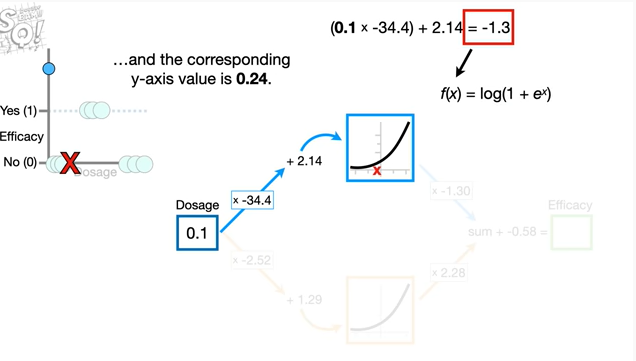 SQ!
(0.1 x -34.4) + 2.14 = -1.3
…and the corresponding
y-axis value is 0.24.
f(x) = log(1 + eˣ)
Yes (1)
Efficacy
No (0)
Dosage
+ 2.14
x -34.4
x -1.30
Dosage
0.1
Efficacy
sum + -0.58 =
x -2.52
x 2.28
+ 1.29